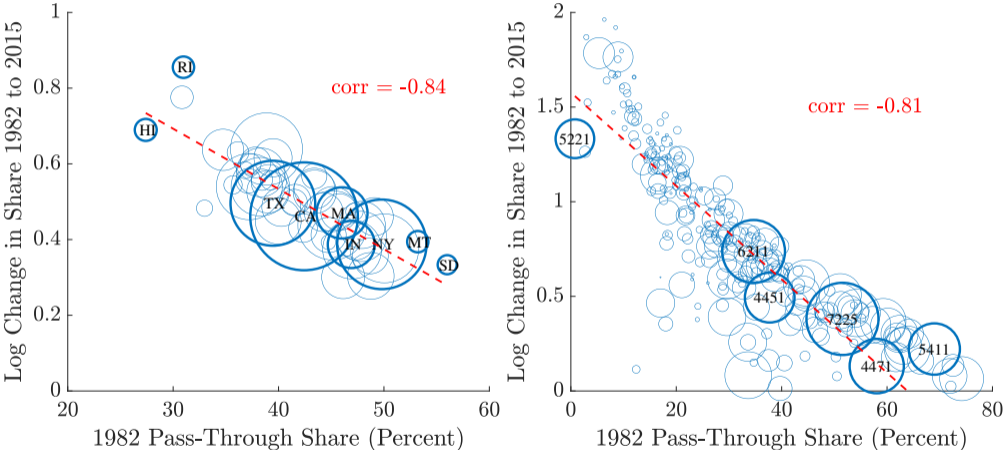 Log Change in Share 1982 to 2015
1
0.8
0.6
0.4
0.2
0
20
30
40
50
60
1982 Pass-Through Share (Percent)
corr = -0.84
RI
HI
TX
CA
MA
IN
NY
MT
SD
Log Change in Share 1982 to 2015
2
1.5
1
0.5
0
0
20
40
60
80
1982 Pass-Through Share (Percent)
corr = -0.81
5221
6211
4451
7225
4471
5411